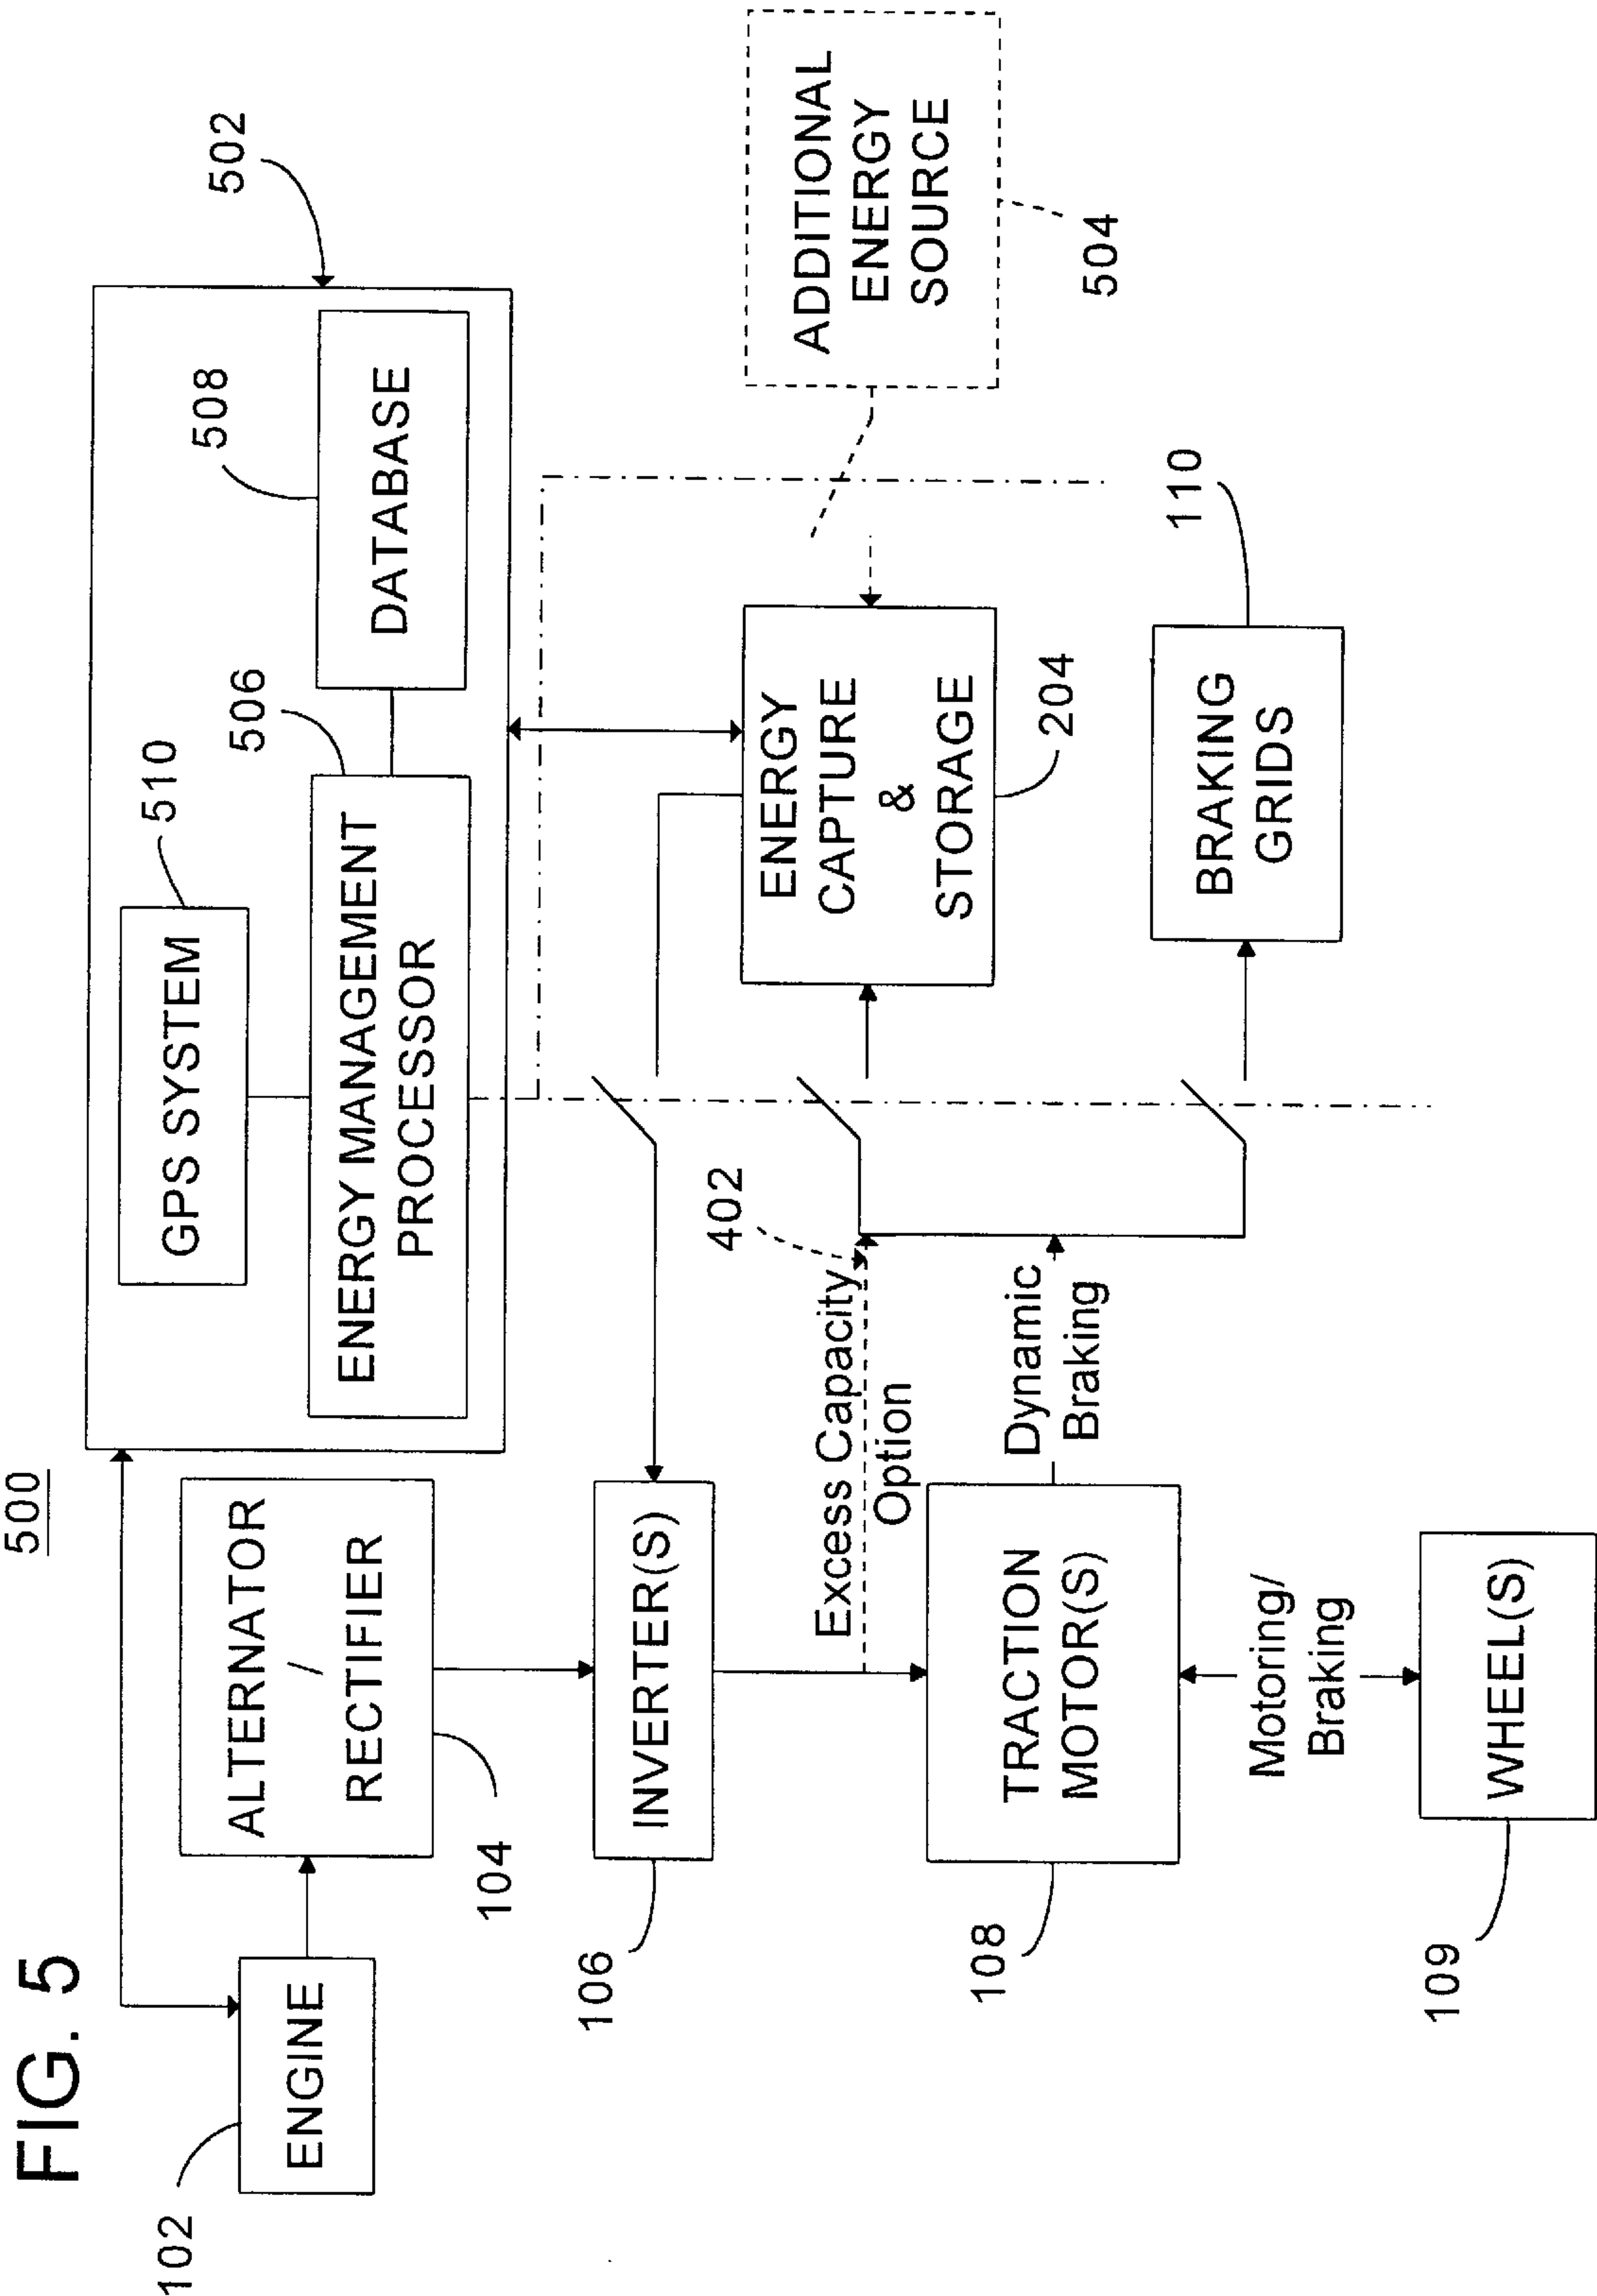 FIG. 5
500
502
GPS SYSTEM
510
506
508
ENERGY MANAGEMENT
PROCESSOR
DATABASE
102
ENGINE
ALTERNATOR
/
RECTIFIER
104
106
INVERTER(S)
402
Excess Capacity
Option
ENERGY
CAPTURE
&
STORAGE
204
ADDITIONAL
ENERGY
SOURCE
504
108
TRACTION
MOTOR(S)
Dynamic
Braking
BRAKING
GRIDS
110
Motoring/
Braking
109
WHEEL(S)